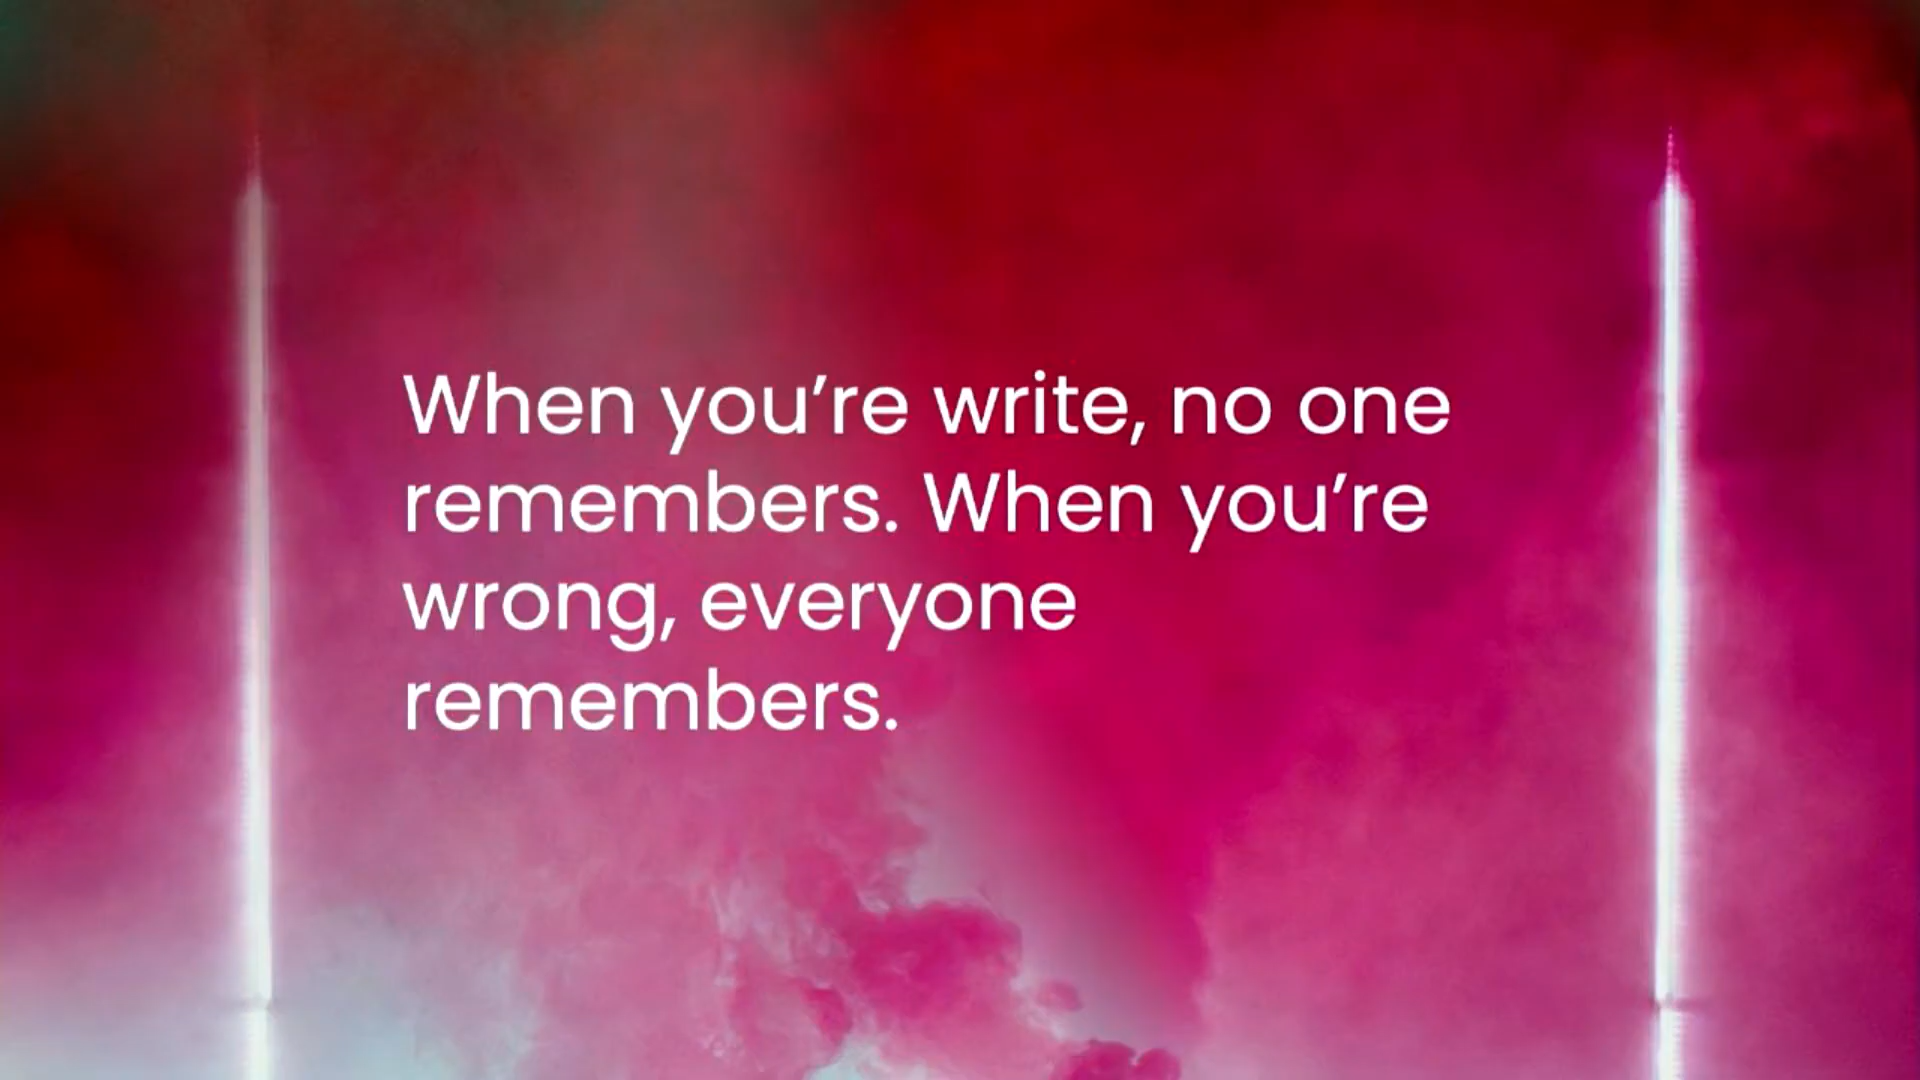 When you’re write, no one
remembers. When you’re
wrong, everyone
remembers.